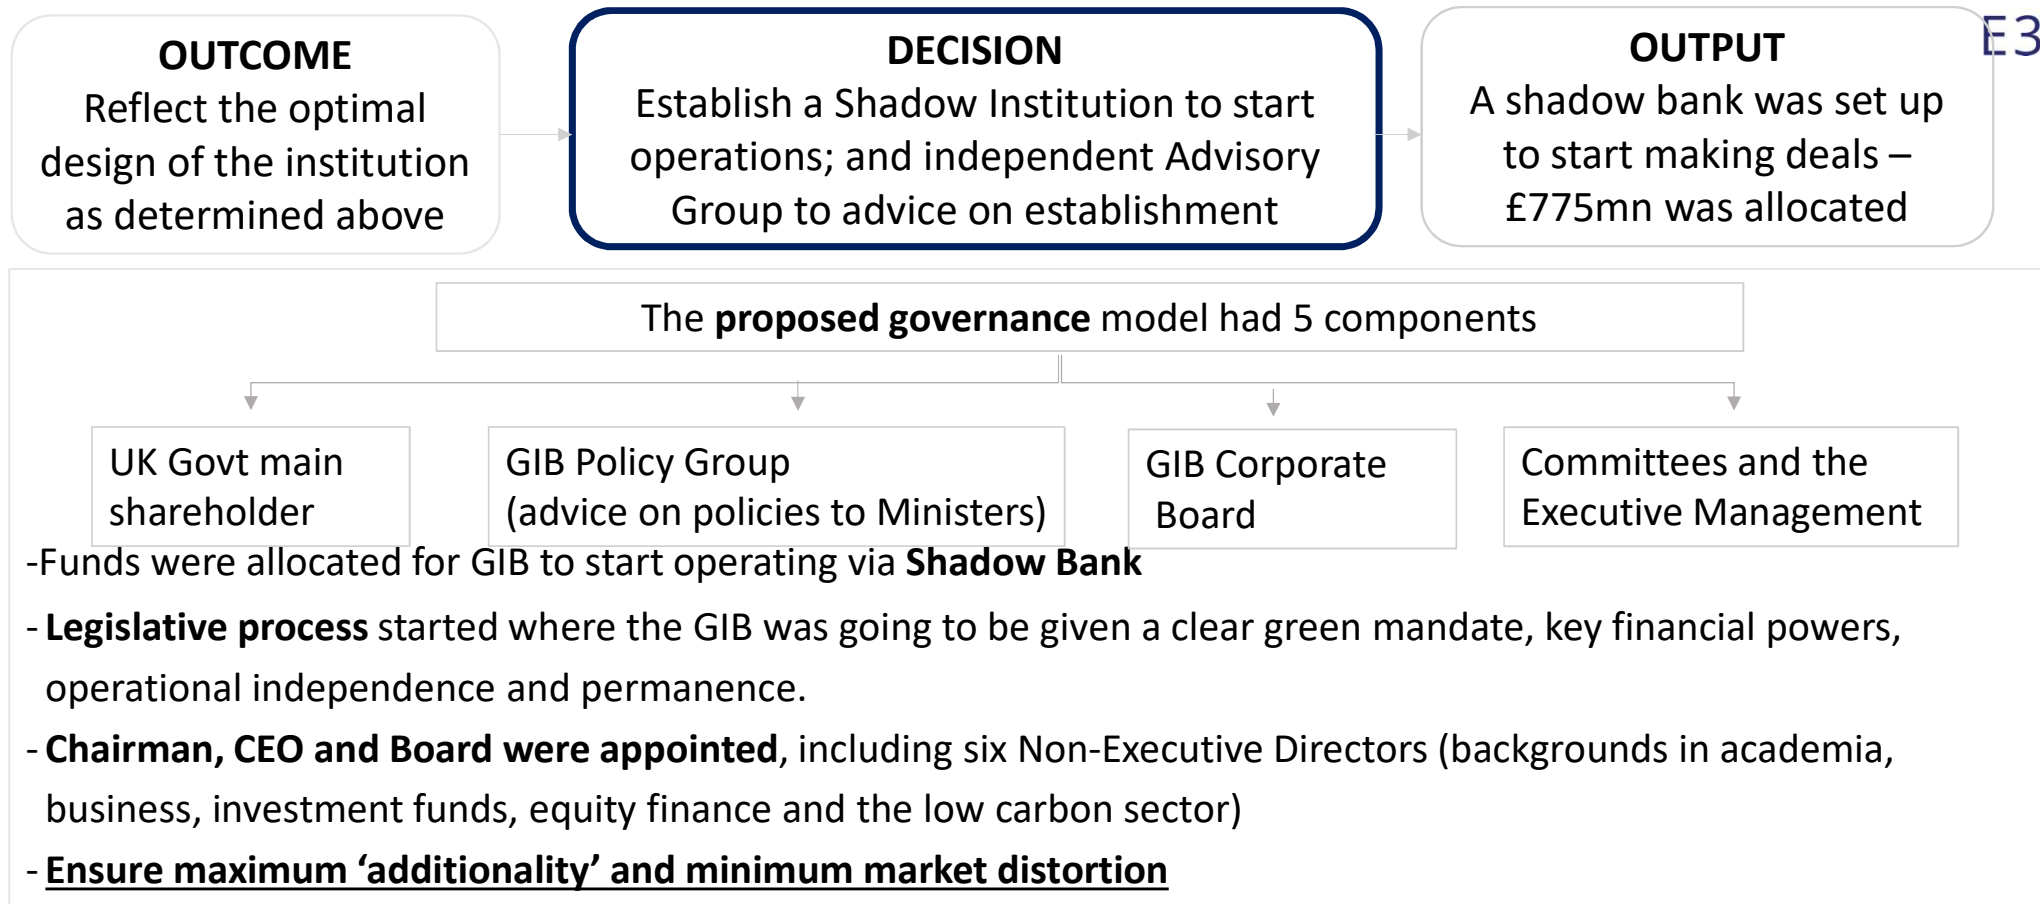 OUTCOME
Reflect the optimal
design of the institution
as determined above
DECISION
Establish a Shadow Institution to start
operations; and independent Advisory
Group to advice on establishment
OUTPUT
A shadow bank was set up
to start making deals –
£775mn was allocated
E3
The proposed governance model had 5 components
UK Govt main
shareholder
GIB Policy Group
(advice on policies to Ministers)
GIB Corporate
Board
Committees and the
Executive Management
-Funds were allocated for GIB to start operating via Shadow Bank
- Legislative process started where the GIB was going to be given a clear green mandate, key financial powers,
operational independence and permanence.
- Chairman, CEO and Board were appointed, including six Non-Executive Directors (backgrounds in academia,
business, investment funds, equity finance and the low carbon sector)
- Ensure maximum ‘additionality’ and minimum market distortion